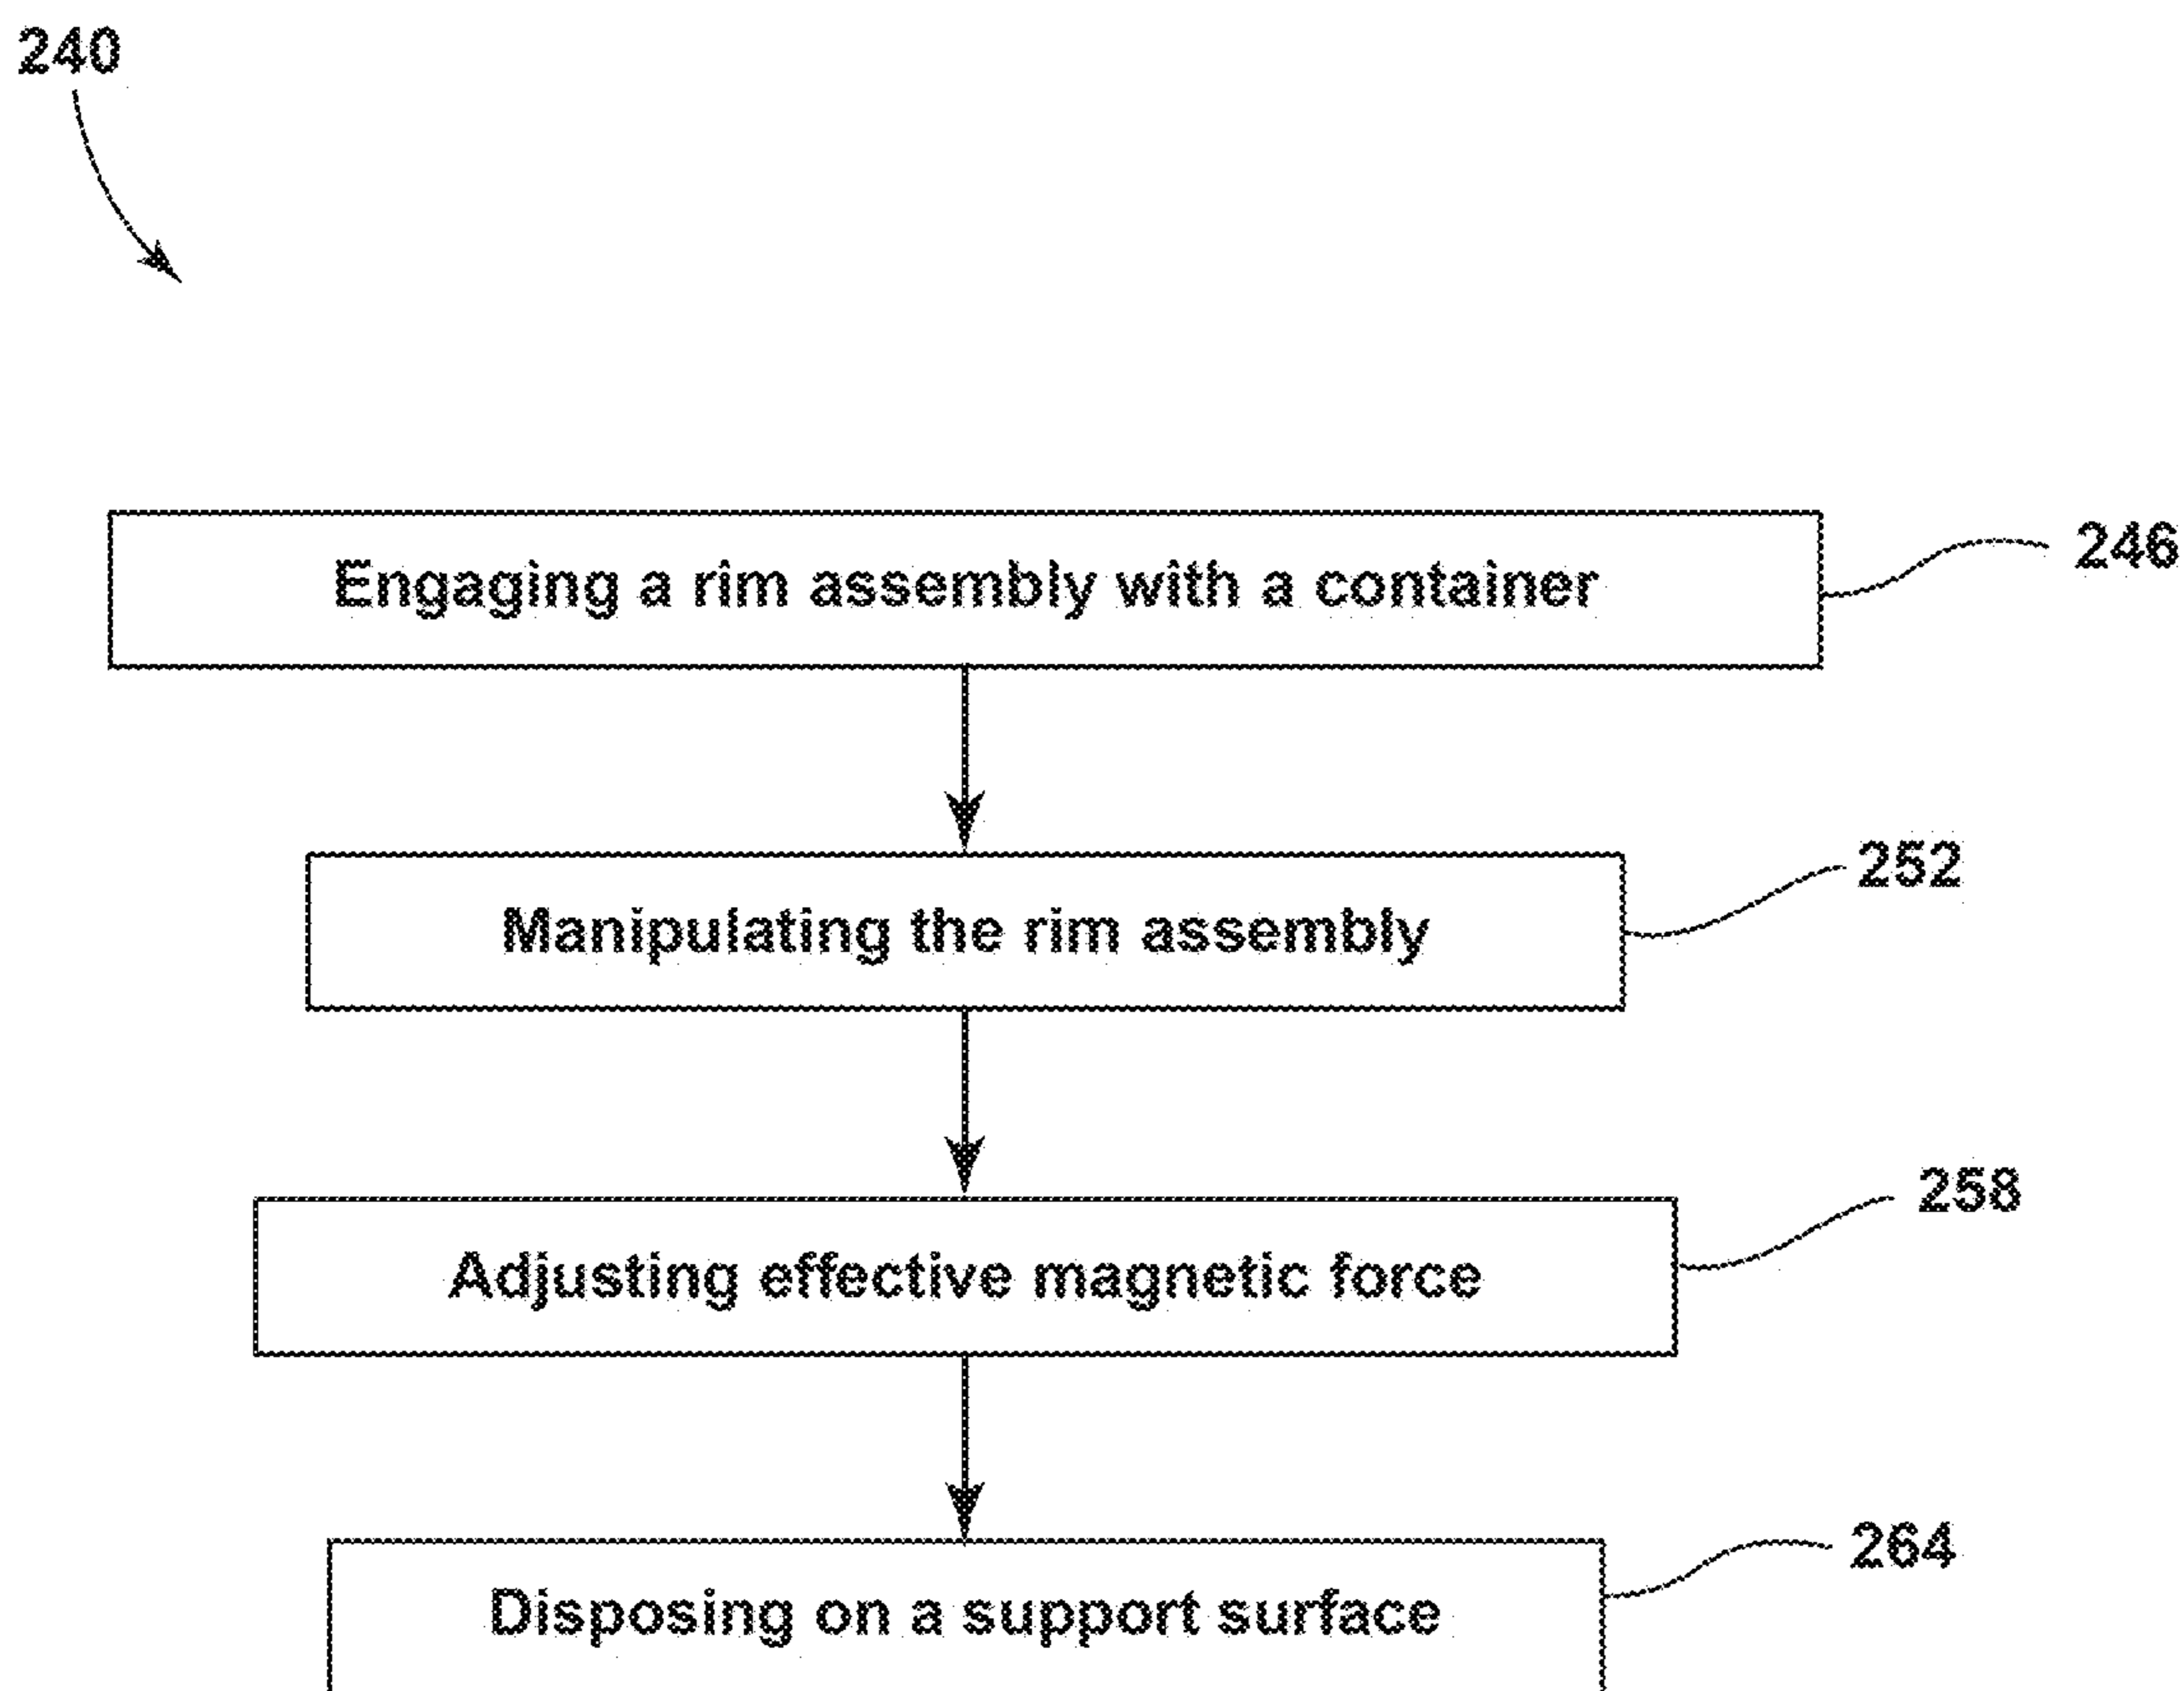 240
Engaging a rim assembly with a container
246
Manipulating the rim assembly
252
Adjusting effective magnetic force
258
Disposing on a support surface
264